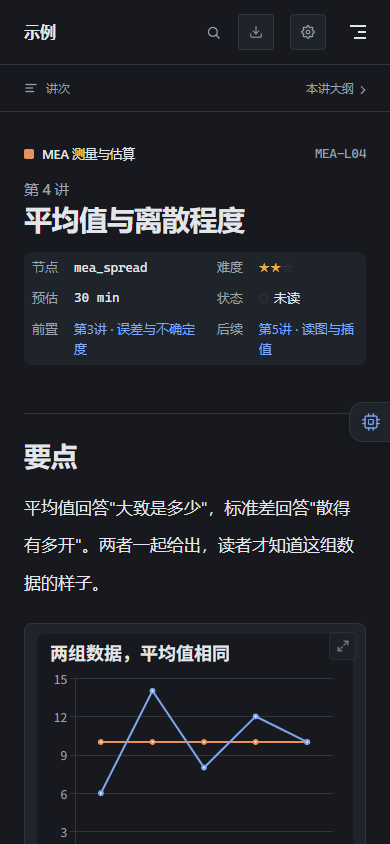 示例
讲次
本讲大纲
MEA 测量与估算
MEA-L04
第 4 讲
平均值与离散程度
节点 mea_spread 难度 ★★☆
预估 30 min 状态 未读
前置 第3讲 · 误差与不确定度 后续 第5讲 · 读图与插值
要点
平均值回答"大致是多少"，标准差回答"散得
有多开"。两者一起给出，读者才知道这组数
据的样子。
两组数据，平均值相同
15
12
9
6
3